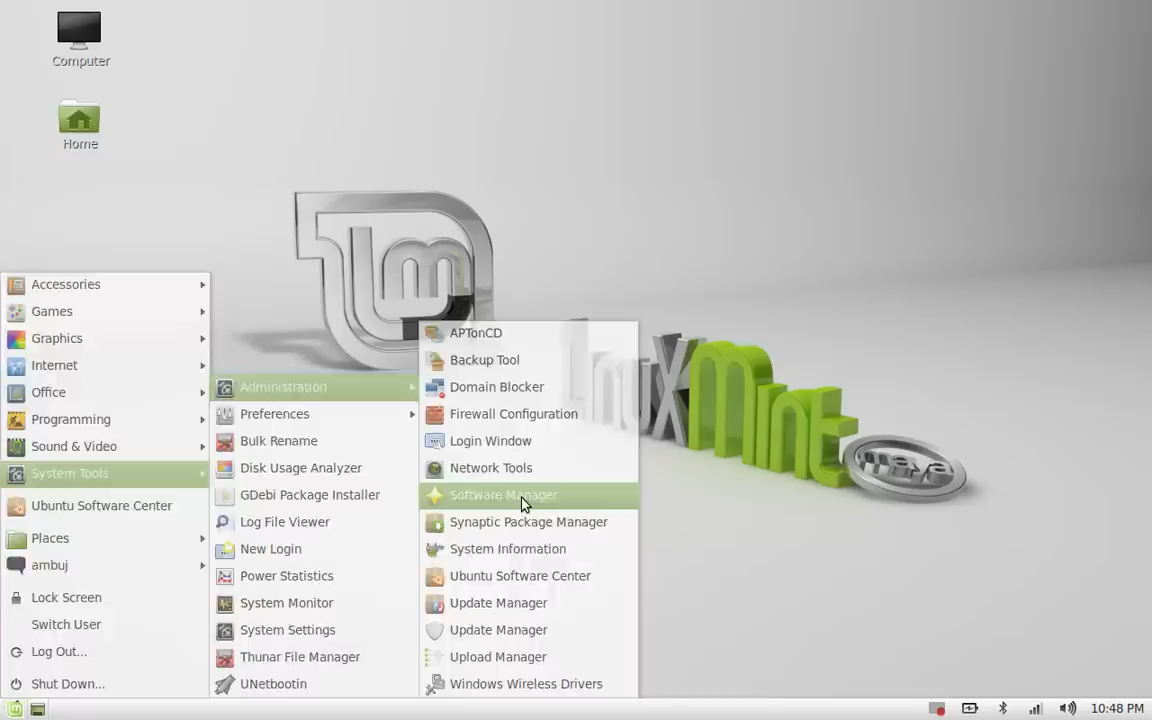 Computer
Home
lm
LinuxMint
maya
Accessories
Games
Graphics
Internet
Office
Programming
Sound & Video
System Tools
Ubuntu Software Center
Places
ambuj
Lock Screen
Switch User
Log Out...
Shut Down...
Administration
Preferences
Bulk Rename
Disk Usage Analyzer
GDebi Package Installer
Log File Viewer
New Login
Power Statistics
System Monitor
System Settings
Thunar File Manager
UNetbootin
APTonCD
Backup Tool
Domain Blocker
Firewall Configuration
Login Window
Network Tools
Software Manager
Synaptic Package Manager
System Information
Ubuntu Software Center
Update Manager
Update Manager
Upload Manager
Windows Wireless Drivers
10:48 PM